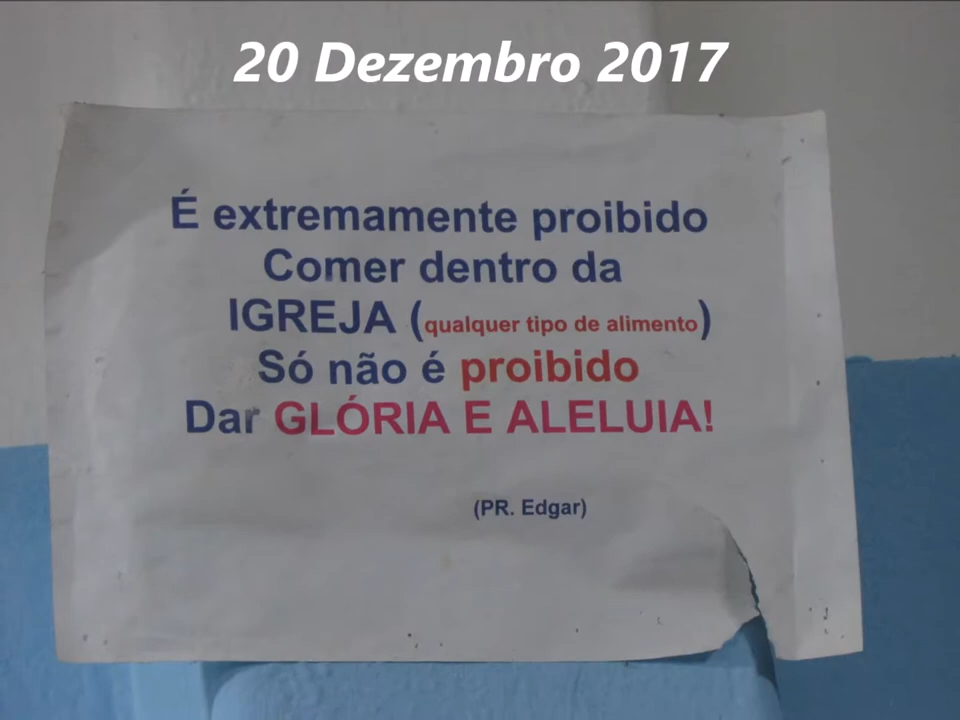 20 Dezembro 2017
É extremamente proibido
Comer dentro da
IGREJA (qualquer tipo de alimento)
Só não é proibido
Dar GLÓRIA E ALELUIA!
(PR. Edgar)